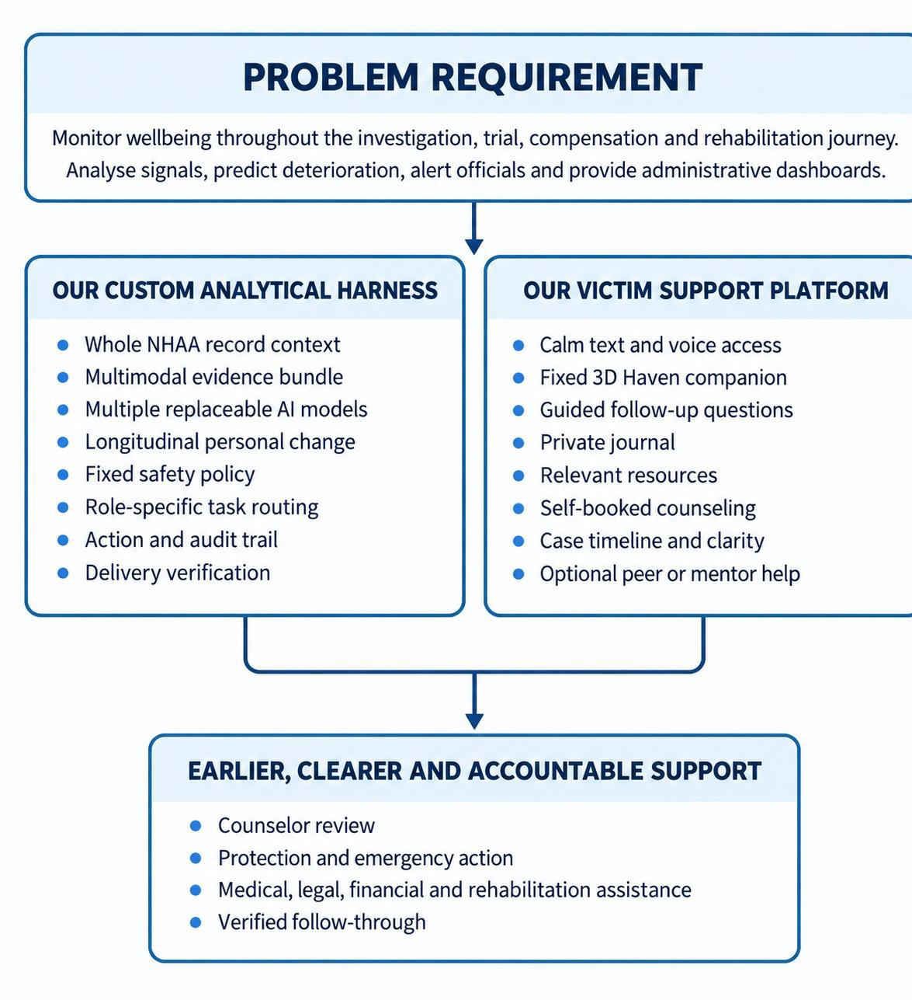 PROBLEM REQUIREMENT
Monitor wellbeing throughout the investigation, trial, compensation and rehabilitation journey.
Analyse signals, predict deterioration, alert officials and provide administrative dashboards.
OUR CUSTOM ANALYTICAL HARNESS
Whole NHAA record context
Multimodal evidence bundle
Multiple replaceable AI models
Longitudinal personal change
Fixed safety policy
Role-specific task routing
Action and audit trail
Delivery verification
OUR VICTIM SUPPORT PLATFORM
Calm text and voice access
Fixed 3D Haven companion
Guided follow-up questions
Private journal
Relevant resources
Self-booked counseling
Case timeline and clarity
Optional peer or mentor help
EARLIER, CLEARER AND ACCOUNTABLE SUPPORT
Counselor review
Protection and emergency action
Medical, legal, financial and rehabilitation assistance
Verified follow-through